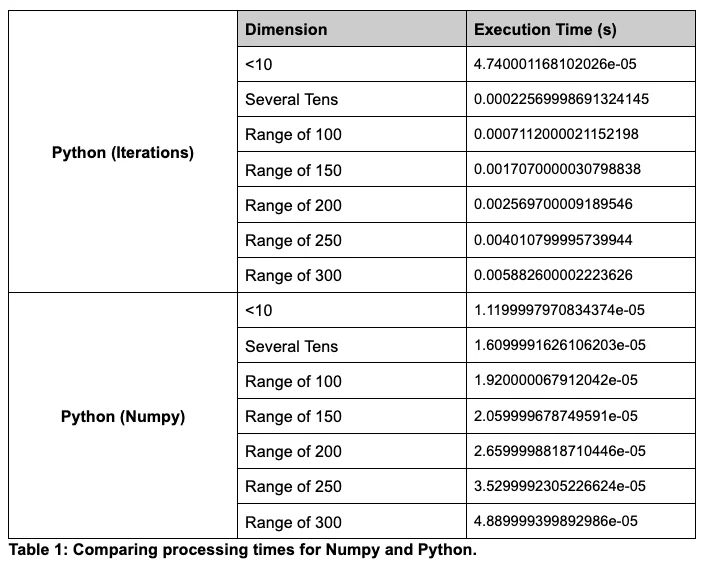 Dimension Execution Time (s)
Python (Iterations)
<10 4.740001168102026e-05
Several Tens 0.00022569998691324145
Range of 100 0.0007112000021152198
Range of 150 0.0017070000030798838
Range of 200 0.002569700009189546
Range of 250 0.004010799995739944
Range of 300 0.005882600002223626
Python (Numpy)
<10 1.1199997970834374e-05
Several Tens 1.6099991626106203e-05
Range of 100 1.920000067912042e-05
Range of 150 2.059999678749591e-05
Range of 200 2.6599998818710446e-05
Range of 250 3.5299992305226624e-05
Range of 300 4.889999399892986e-05
Table 1: Comparing processing times for Numpy and Python.